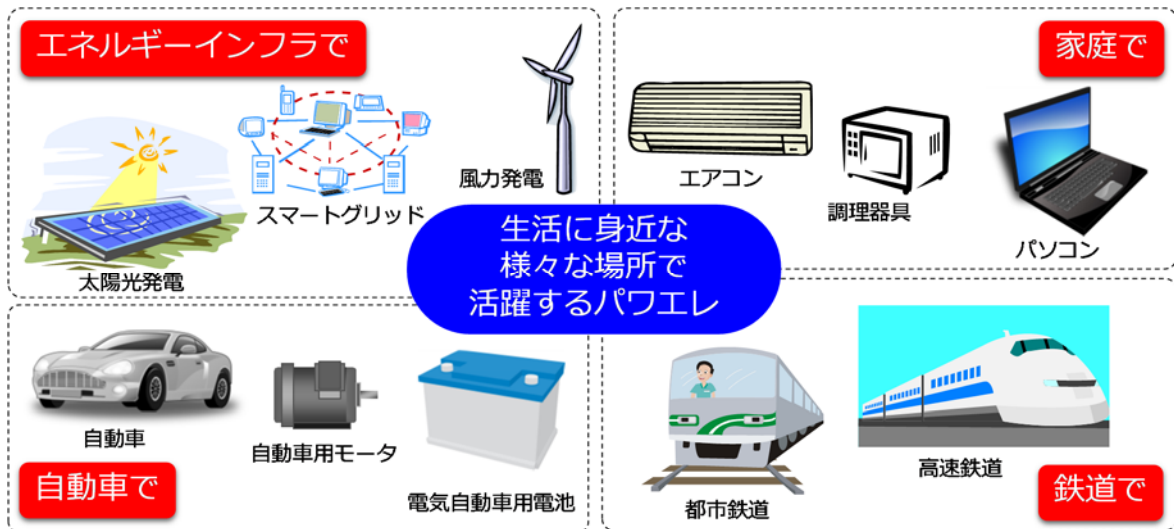 エネルギーインフラで
太陽光発電
スマートグリッド
風力発電
家庭で
エアコン
調理器具
パソコン
生活に身近な
様々な場所で
活躍するパワエレ
自動車
自動車用モータ
電気自動車用電池
自動車で
都市鉄道
高速鉄道
鉄道で